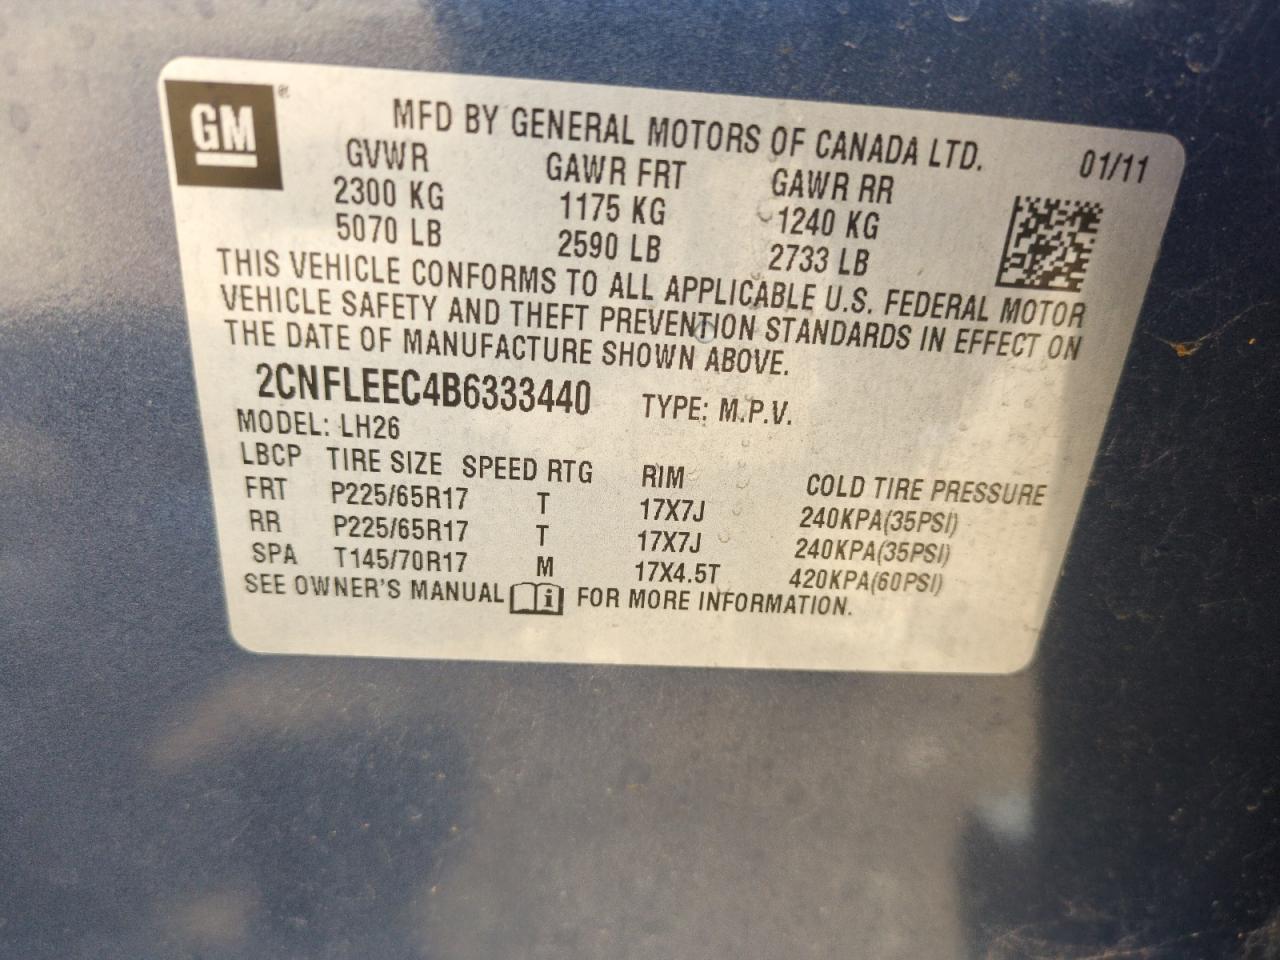 GM®
MFD BY GENERAL MOTORS OF CANADA LTD. 01/11
GVWR GAWR FRT GAWR RR
2300 KG 1175 KG 1240 KG
5070 LB 2590 LB 2733 LB
THIS VEHICLE CONFORMS TO ALL APPLICABLE U.S. FEDERAL MOTOR
VEHICLE SAFETY AND THEFT PREVENTION STANDARDS IN EFFECT ON
THE DATE OF MANUFACTURE SHOWN ABOVE.
2CNFLEEC4B6333440 TYPE: M.P.V.
MODEL: LH26
LBCP TIRE SIZE SPEED RTG RIM COLD TIRE PRESSURE
FRT P225/65R17 T 17X7J 240KPA(35PSI)
RR P225/65R17 T 17X7J 240KPA(35PSI)
SPA T145/70R17 M 17X4.5T 420KPA(60PSI)
SEE OWNER'S MANUAL i FOR MORE INFORMATION.